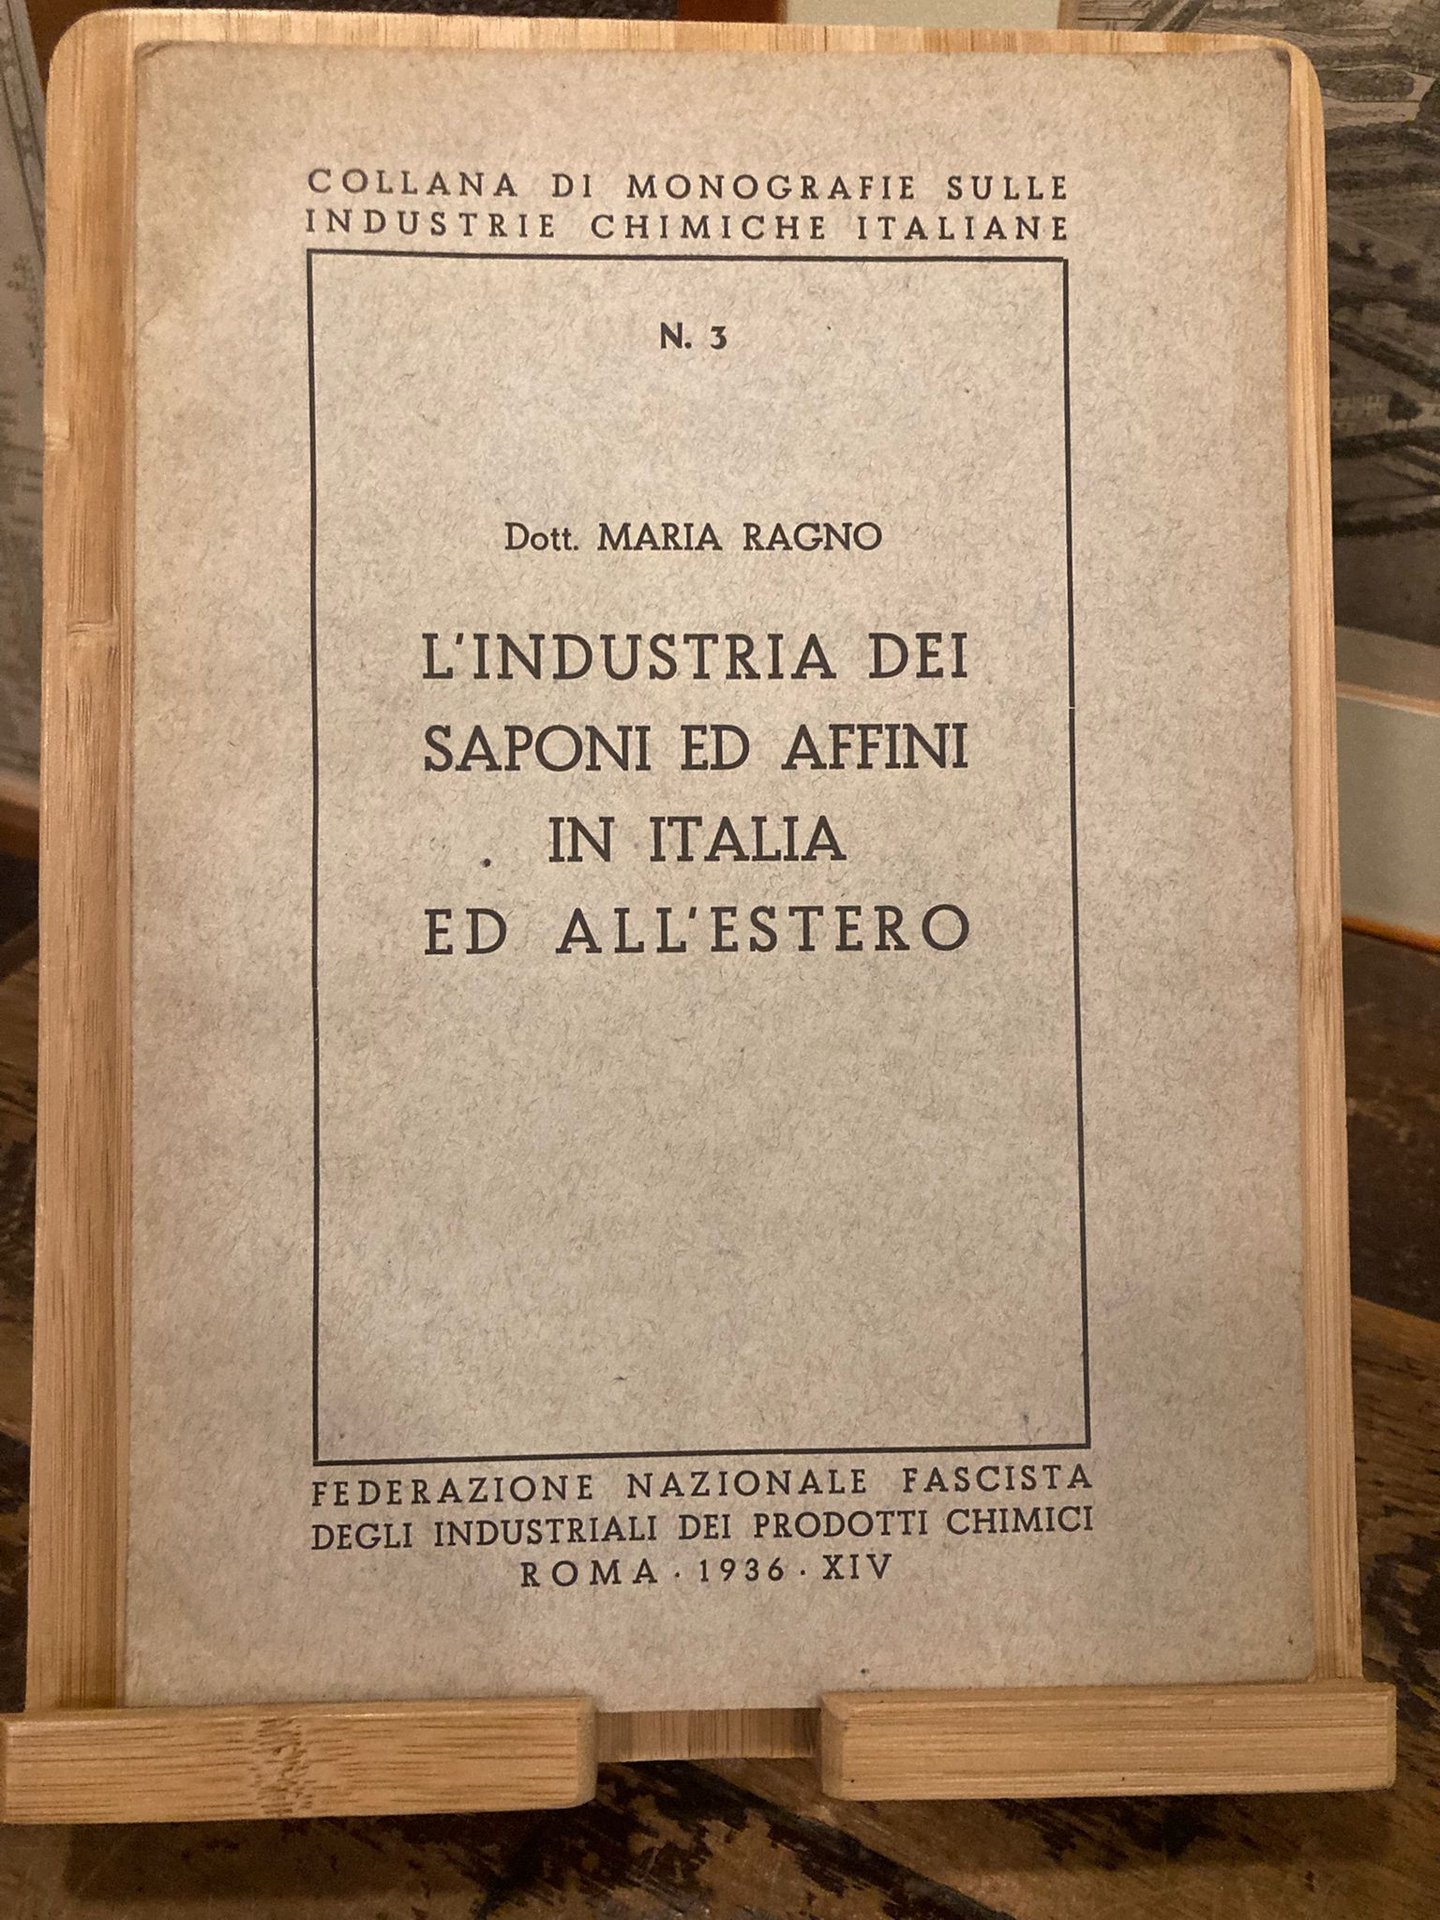 COLLANA DI MONOGRAFIE SULLE
INDUSTRIE CHIMICHE ITALIANE
N. 3
Dott. MARIA RAGNO
L'INDUSTRIA DEI
SAPONI ED AFFINI
IN ITALIA
ED ALL'ESTERO
FEDERAZIONE NAZIONALE FASCISTA
DEGLI INDUSTRIALI DEI PRODOTTI CHIMICI
ROMA · 1936 · XIV